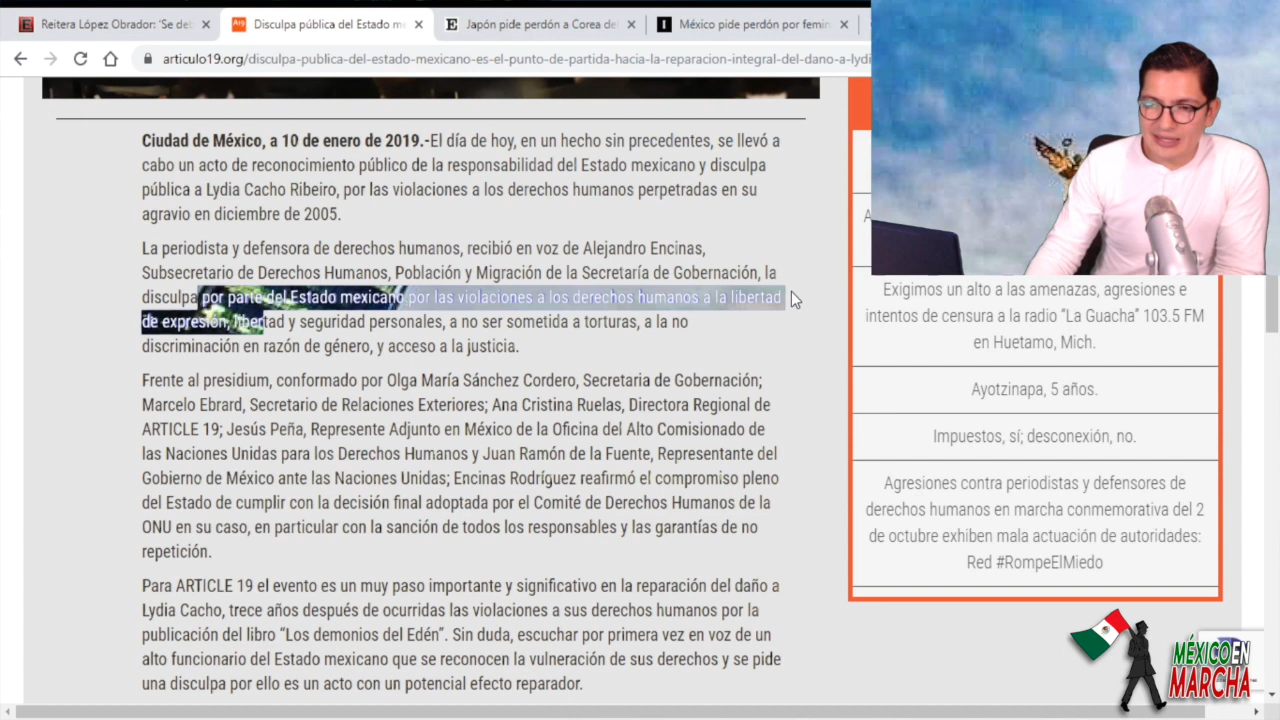 Reitera López Obrador: 'Se deb
Disculpa pública del Estado me
Japón pide perdón a Corea del
México pide perdón por femin
articulo19.org/disculpa-publica-del-estado-mexicano-es-el-punto-de-partida-hacia-la-reparacion-integral-del-dano-a-lydi
Ciudad de México, a 10 de enero de 2019.-El día de hoy, en un hecho sin precedentes, se llevó a
cabo un acto de reconocimiento público de la responsabilidad del Estado mexicano y disculpa
pública a Lydia Cacho Ribeiro, por las violaciones a los derechos humanos perpetradas en su
agravio en diciembre de 2005.
La periodista y defensora de derechos humanos, recibió en voz de Alejandro Encinas,
Subsecretario de Derechos Humanos, Población y Migración de la Secretaría de Gobernación, la
disculpa por parte del Estado mexicano por las violaciones a los derechos humanos a la libertad
de expresión, libertad y seguridad personales, a no ser sometida a torturas, a la no
discriminación en razón de género, y acceso a la justicia.
Frente al presidium, conformado por Olga María Sánchez Cordero, Secretaria de Gobernación;
Marcelo Ebrard, Secretario de Relaciones Exteriores; Ana Cristina Ruelas, Directora Regional de
ARTICLE 19; Jesús Peña, Represente Adjunto en México de la Oficina del Alto Comisionado de
las Naciones Unidas para los Derechos Humanos y Juan Ramón de la Fuente, Representante del
Gobierno de México ante las Naciones Unidas; Encinas Rodríguez reafirmó el compromiso pleno
del Estado de cumplir con la decisión final adoptada por el Comité de Derechos Humanos de la
ONU en su caso, en particular con la sanción de todos los responsables y las garantías de no
repetición.
Para ARTICLE 19 el evento es un muy paso importante y significativo en la reparación del daño a
Lydia Cacho, trece años después de ocurridas las violaciones a sus derechos humanos por la
publicación del libro “Los demonios del Edén”. Sin duda, escuchar por primera vez en voz de un
alto funcionario del Estado mexicano que se reconocen la vulneración de sus derechos y se pide
una disculpa por ello es un acto con un potencial efecto reparador.
Exigimos un alto a las amenazas, agresiones e
intentos de censura a la radio “La Guacha” 103.5 FM
en Huetamo, Mich.
Ayotzinapa, 5 años.
Impuestos, sí; desconexión, no.
Agresiones contra periodistas y defensores de
derechos humanos en marcha conmemorativa del 2
de octubre exhiben mala actuación de autoridades:
Red #RompeElMiedo
MÉXICO EN
MARCHA